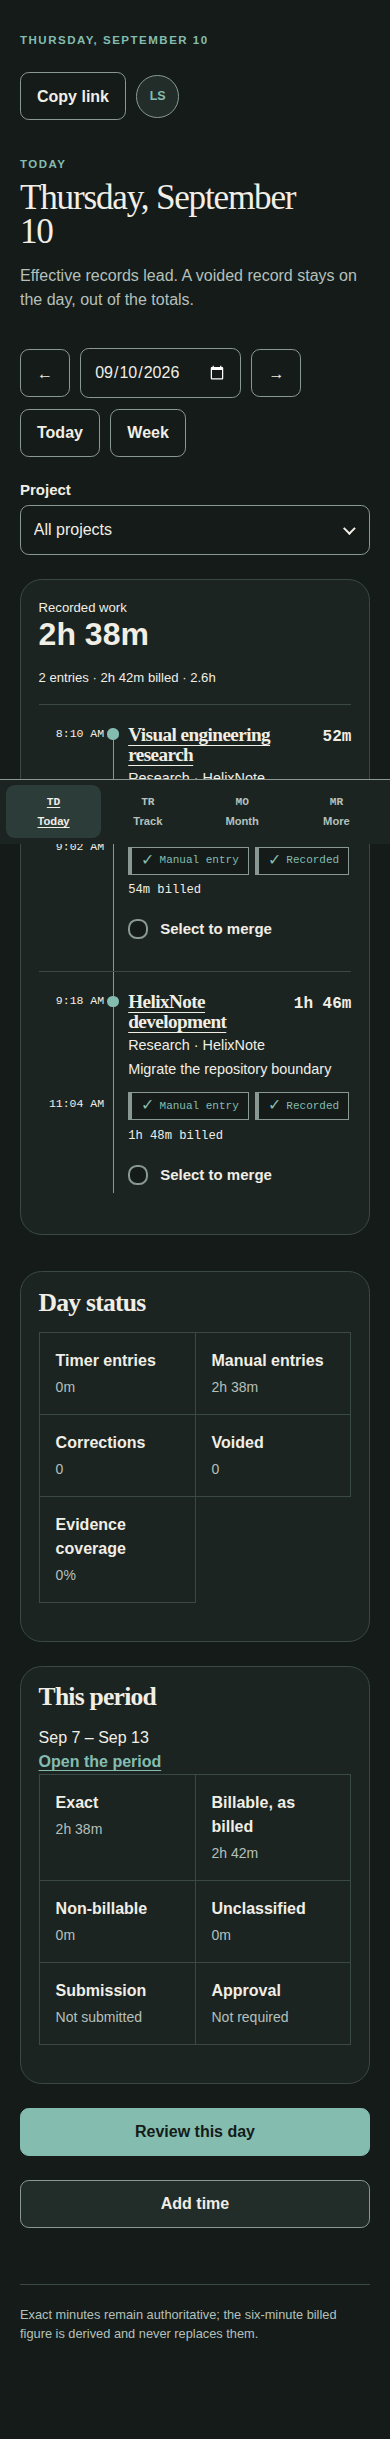 THURSDAY, SEPTEMBER 10
Copy link
LS
TODAY
Thursday, September
10
Effective records lead. A voided record stays on
the day, out of the totals.
←
09/10/2026
→
Today
Week
Project
All projects
Recorded work
2h 38m
2 entries · 2h 42m billed · 2.6h
8:10 AM
Visual engineering
research
52m
Research · HelixNote
TD
Today
TR
Track
MO
Month
MR
More
9:02 AM
✓ Manual entry
✓ Recorded
54m billed
Select to merge
9:18 AM
HelixNote
development
1h 46m
Research · HelixNote
Migrate the repository boundary
11:04 AM
✓ Manual entry
✓ Recorded
1h 48m billed
Select to merge
Day status
Timer entries
0m
Manual entries
2h 38m
Corrections
0
Voided
0
Evidence
coverage
0%
This period
Sep 7 – Sep 13
Open the period
Exact
2h 38m
Billable, as
billed
2h 42m
Non-billable
0m
Unclassified
0m
Submission
Not submitted
Approval
Not required
Review this day
Add time
Exact minutes remain authoritative; the six-minute billed
figure is derived and never replaces them.